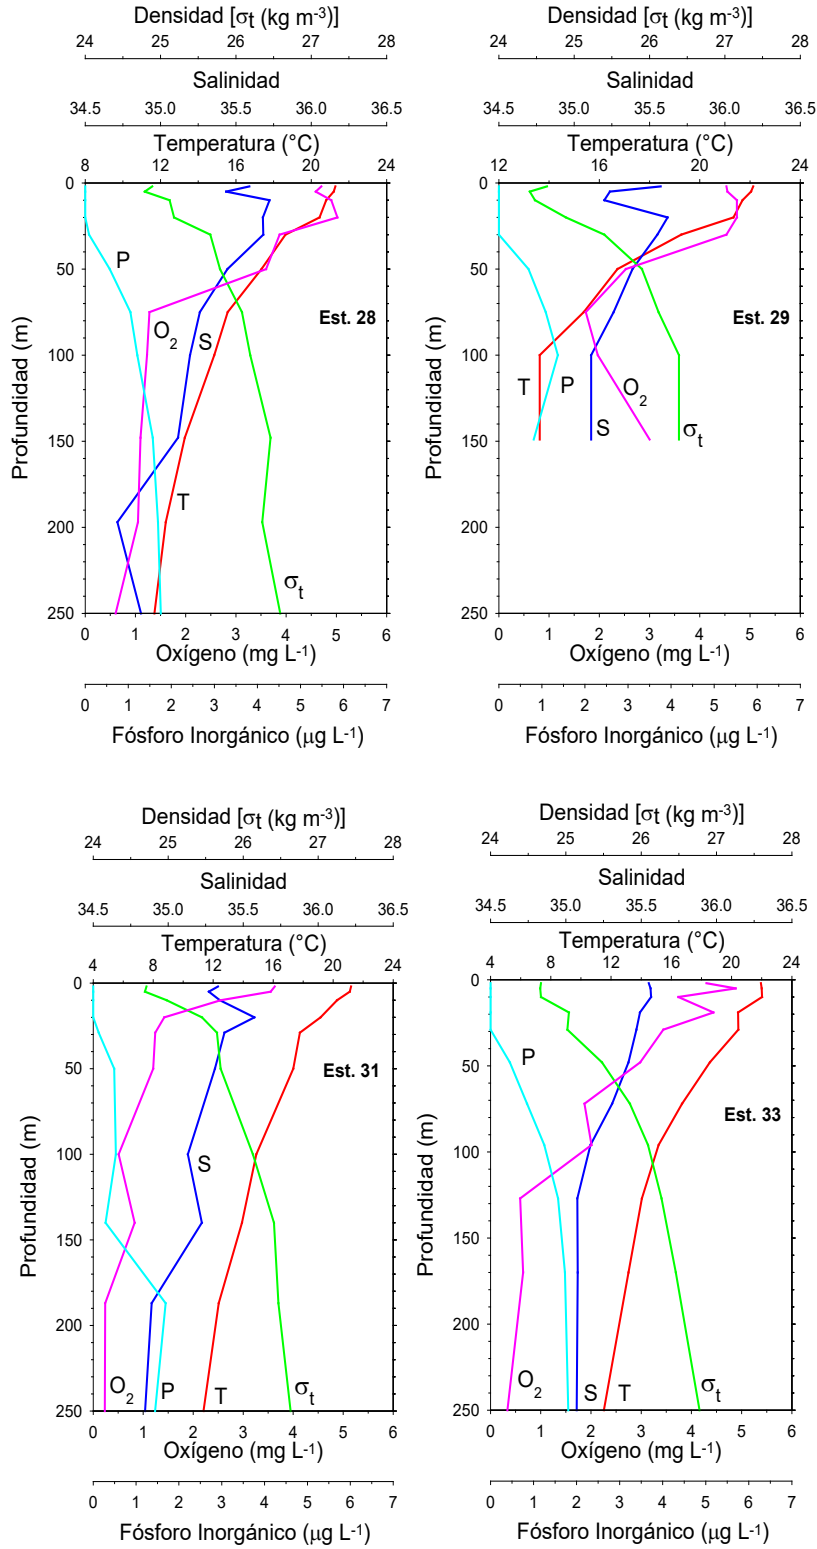 Densidad [σt (kg m-3)]
24 25 26 27 28
Salinidad
34.5 35.0 35.5 36.0 36.5
Temperatura (°C)
8 12 16 20 24
Profundidad (m)
0
50
100
150
200
250
P
O2
S
T
σt
Est. 28
0 1 2 3 4 5 6
Oxígeno (mg L-1)
0 1 2 3 4 5 6 7
Fósforo Inorgánico (μg L-1)
Densidad [σt (kg m-3)]
24 25 26 27 28
Salinidad
34.5 35.0 35.5 36.0 36.5
Temperatura (°C)
12 16 20 24
Profundidad (m)
0
50
100
150
200
250
Est. 29
T
P
O2
S
σt
0 1 2 3 4 5 6
Oxígeno (mg L-1)
0 1 2 3 4 5 6 7
Fósforo Inorgánico (μg L-1)
Densidad [σt (kg m-3)]
24 25 26 27 28
Salinidad
34.5 35.0 35.5 36.0 36.5
Temperatura (°C)
4 8 12 16 20 24
Profundidad (m)
0
50
100
150
200
250
Est. 31
S
O2
P
T
σt
0 1 2 3 4 5 6
Oxígeno (mg L-1)
0 1 2 3 4 5 6 7
Fósforo Inorgánico (μg L-1)
Densidad [σt (kg m-3)]
24 25 26 27 28
Salinidad
34.5 35.0 35.5 36.0 36.5
Temperatura (°C)
4 8 12 16 20 24
Profundidad (m)
0
50
100
150
200
250
P
Est. 33
O2
S
T
σt
0 1 2 3 4 5 6
Oxígeno (mg L-1)
0 1 2 3 4 5 6 7
Fósforo Inorgánico (μg L-1)